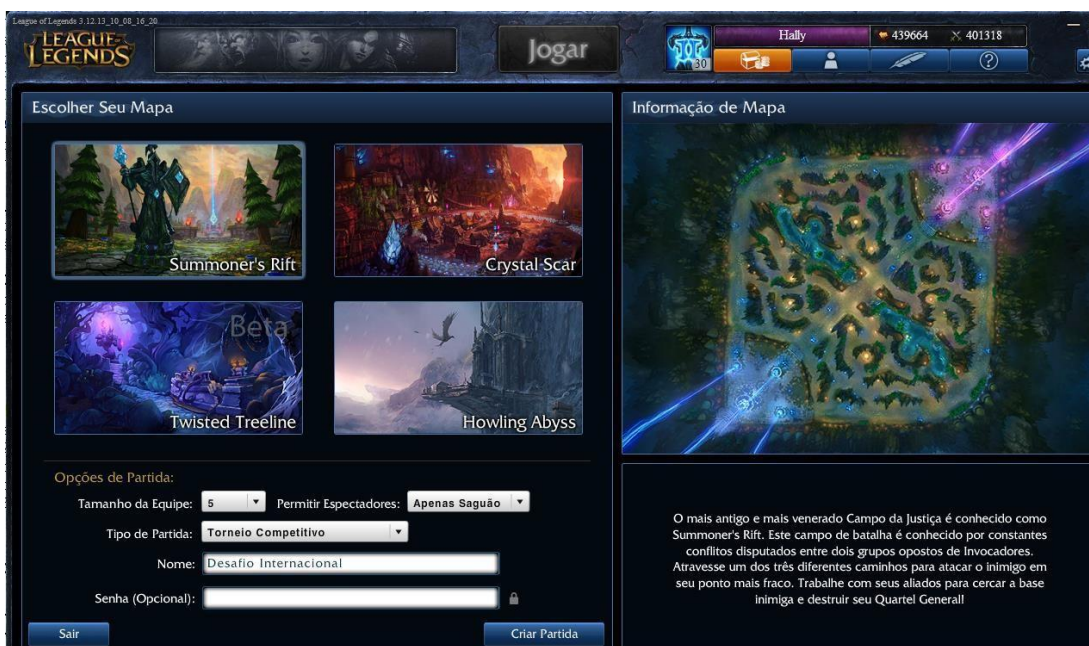 League of Legends 3.12.13_10_08_16_20
LEAGUE OF
LEGENDS
Jogar
30
Hally
439664
401318
Escolher Seu Mapa
Summoner's Rift
Crystal Scar
Beta
Twisted Treeline
Howling Abyss
Opções de Partida:
Tamanho da Equipe: 5 Permitir Espectadores: Apenas Saguão
Tipo de Partida: Torneio Competitivo
Nome: Desafio Internacional
Senha (Opcional):
Sair
Criar Partida
Informação de Mapa
O mais antigo e mais venerado Campo da Justiça é conhecido como
Summoner's Rift. Este campo de batalha é conhecido por constantes
conflitos disputados entre dois grupos opostos de Invocadores.
Atravesse um dos três diferentes caminhos para atacar o inimigo em
seu ponto mais fraco. Trabalhe com seus aliados para cercar a base
inimiga e destruir seu Quartel General!